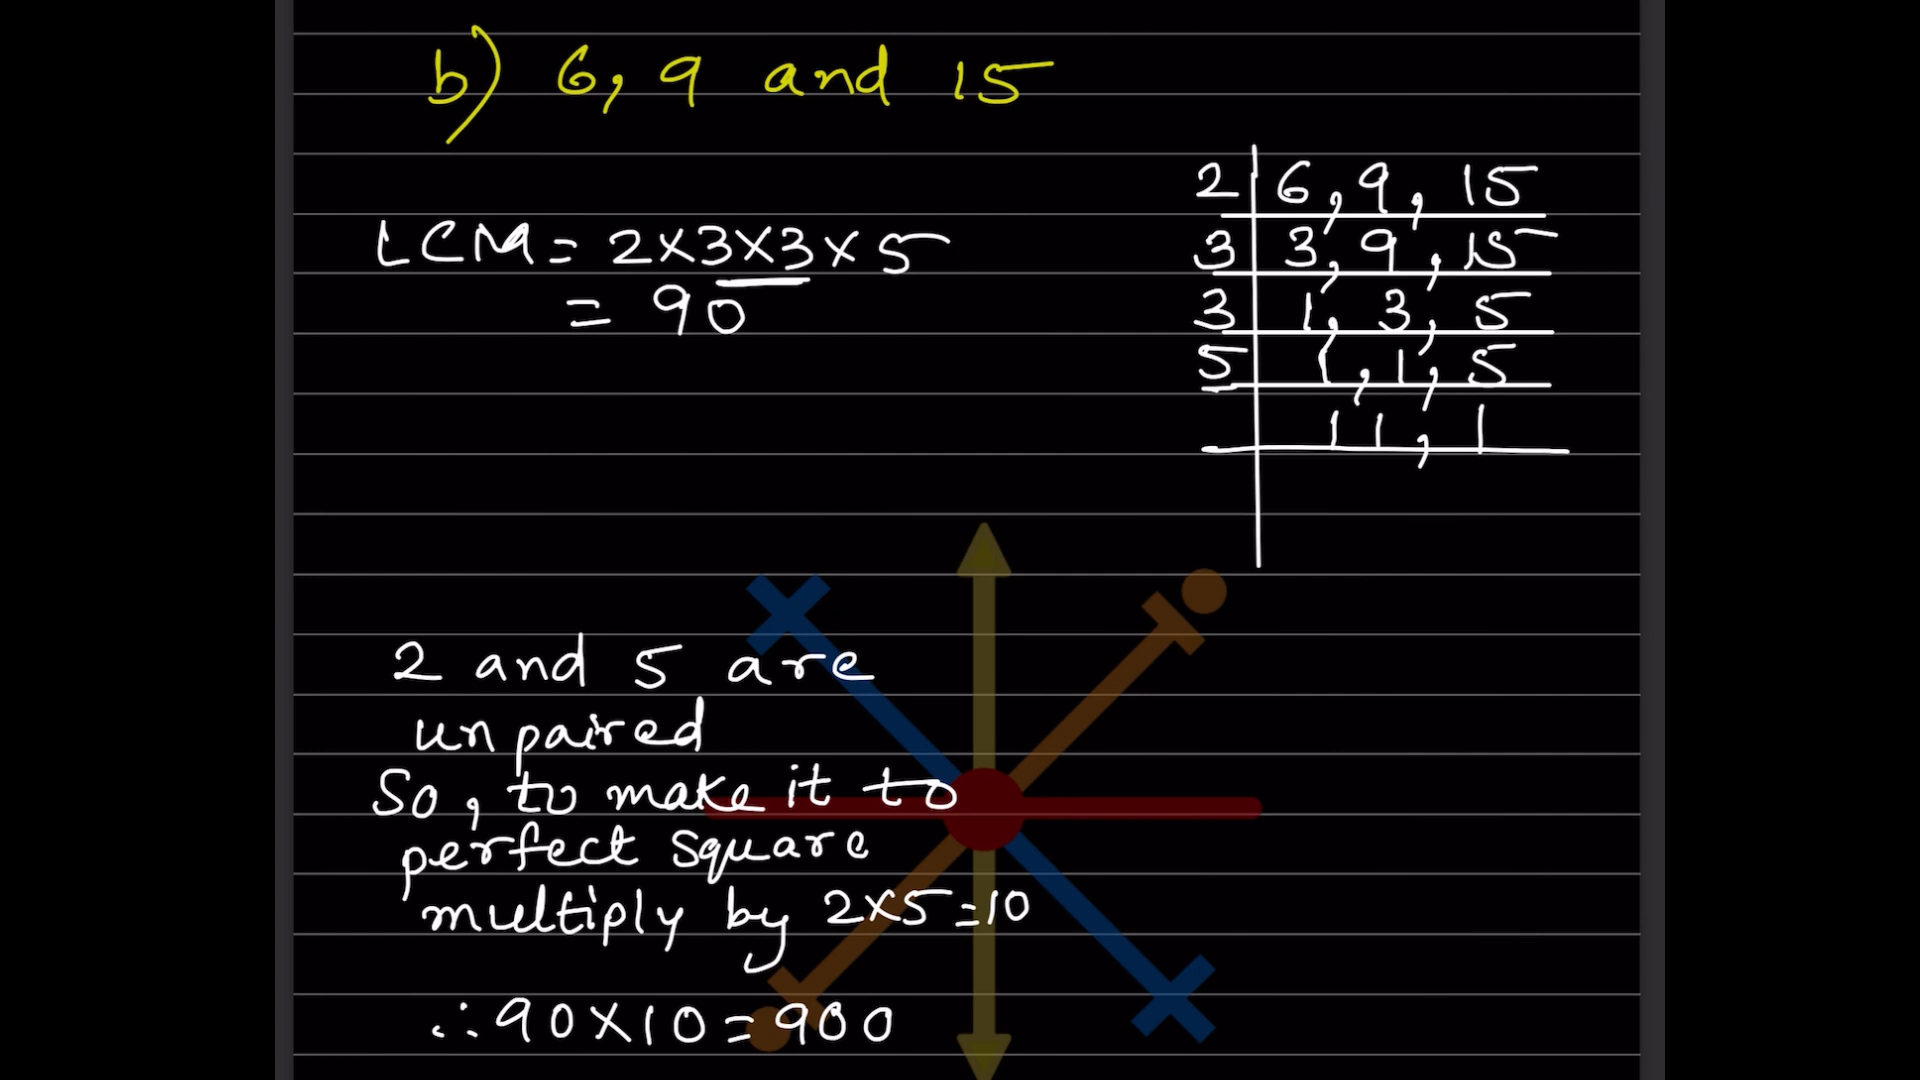 b) 6, 9 and 15
LCM = 2×3×3×5
= 90
2 | 6, 9, 15
3 | 3, 9, 15
3 | 1, 3, 5
5 | 1, 1, 5
1 1, 1
2 and 5 are
unpaired
So, to make it to
perfect square
multiply by 2×5=10
∴ 90×10=900